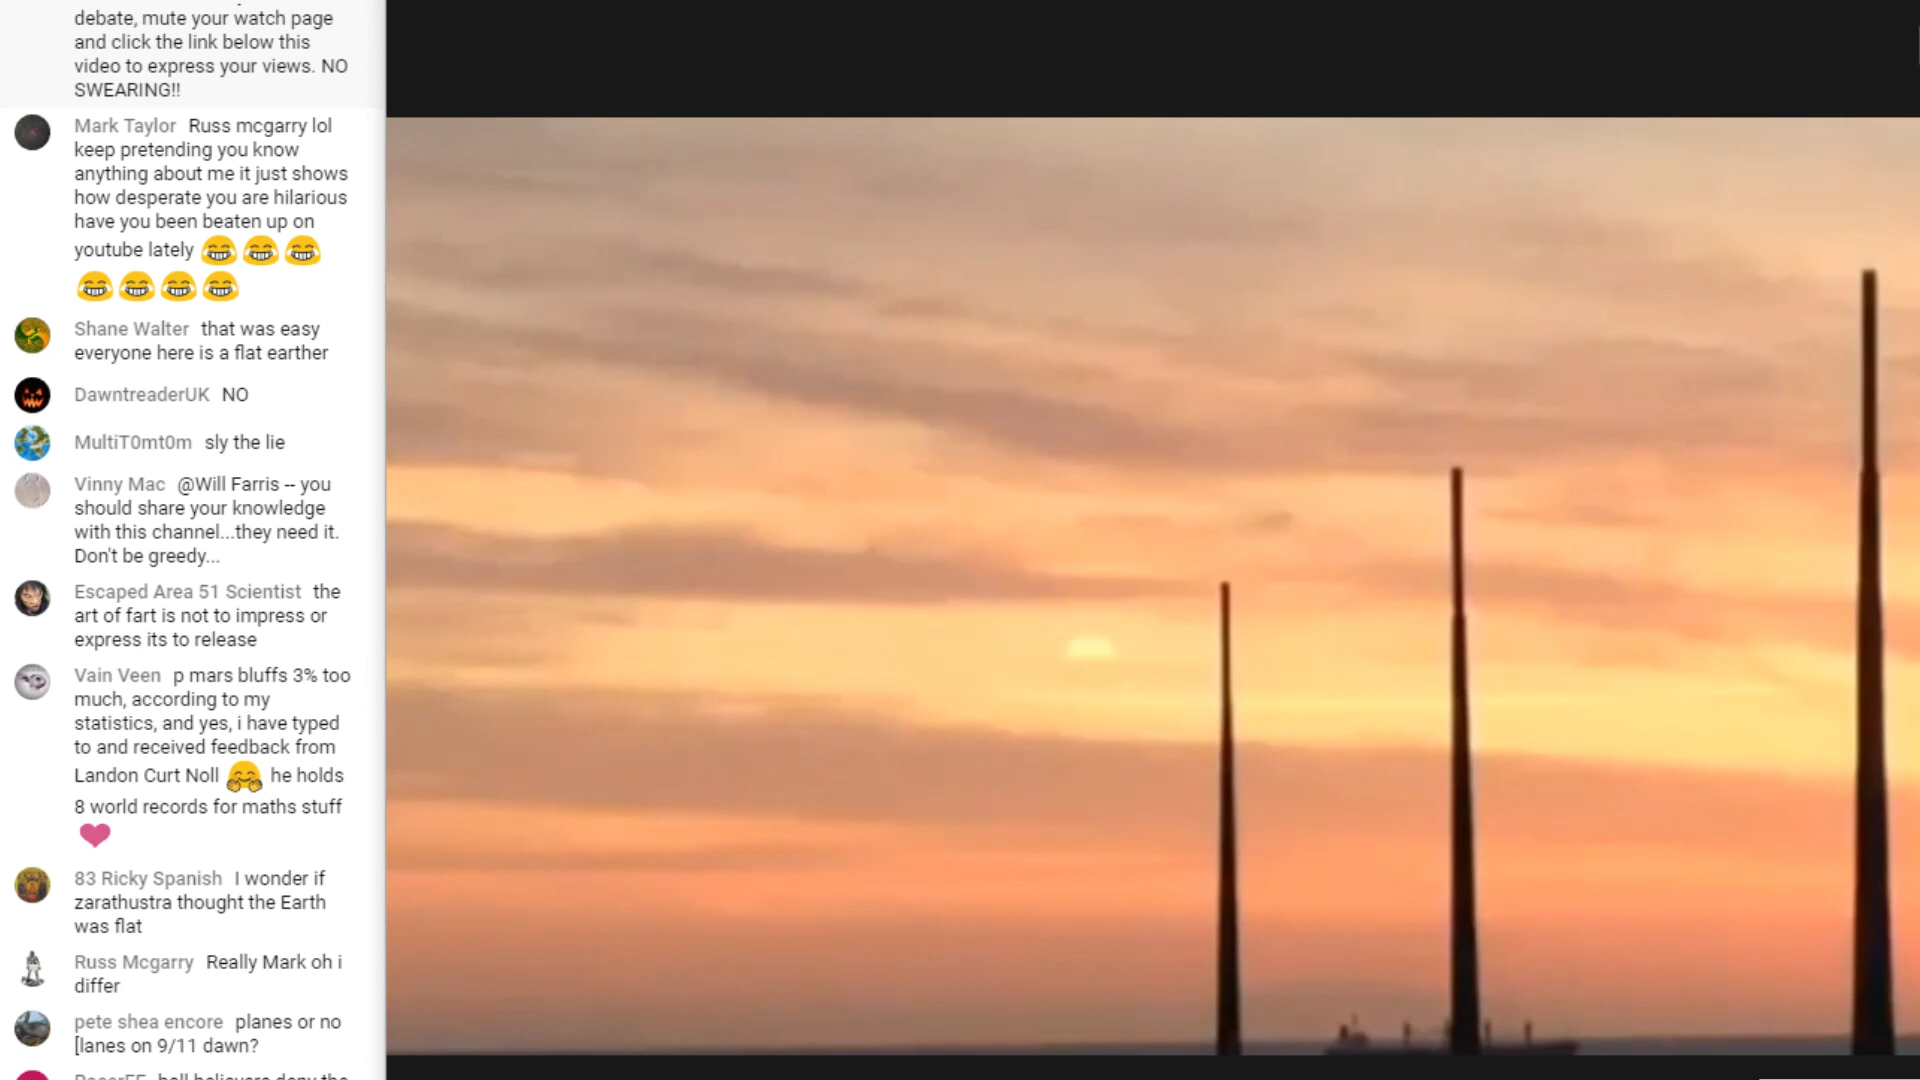 debate, mute your watch page
and click the link below this
video to express your views. NO
SWEARING!!
Mark Taylor Russ mcgarry lol
keep pretending you know
anything about me it just shows
how desperate you are hilarious
have you been beaten up on
youtube lately 😂😂😂
😂😂😂😂
Shane Walter that was easy
everyone here is a flat earther
DawntreaderUK NO
MultiT0mt0m sly the lie
Vinny Mac @Will Farris -- you
should share your knowledge
with this channel...they need it.
Don't be greedy...
Escaped Area 51 Scientist the
art of fart is not to impress or
express its to release
Vain Veen p mars bluffs 3% too
much, according to my
statistics, and yes, i have typed
to and received feedback from
Landon Curt Noll 🤗 he holds
8 world records for maths stuff
❤
83 Ricky Spanish I wonder if
zarathustra thought the Earth
was flat
Russ Mcgarry Really Mark oh i
differ
pete shea encore planes or no
[lanes on 9/11 dawn?